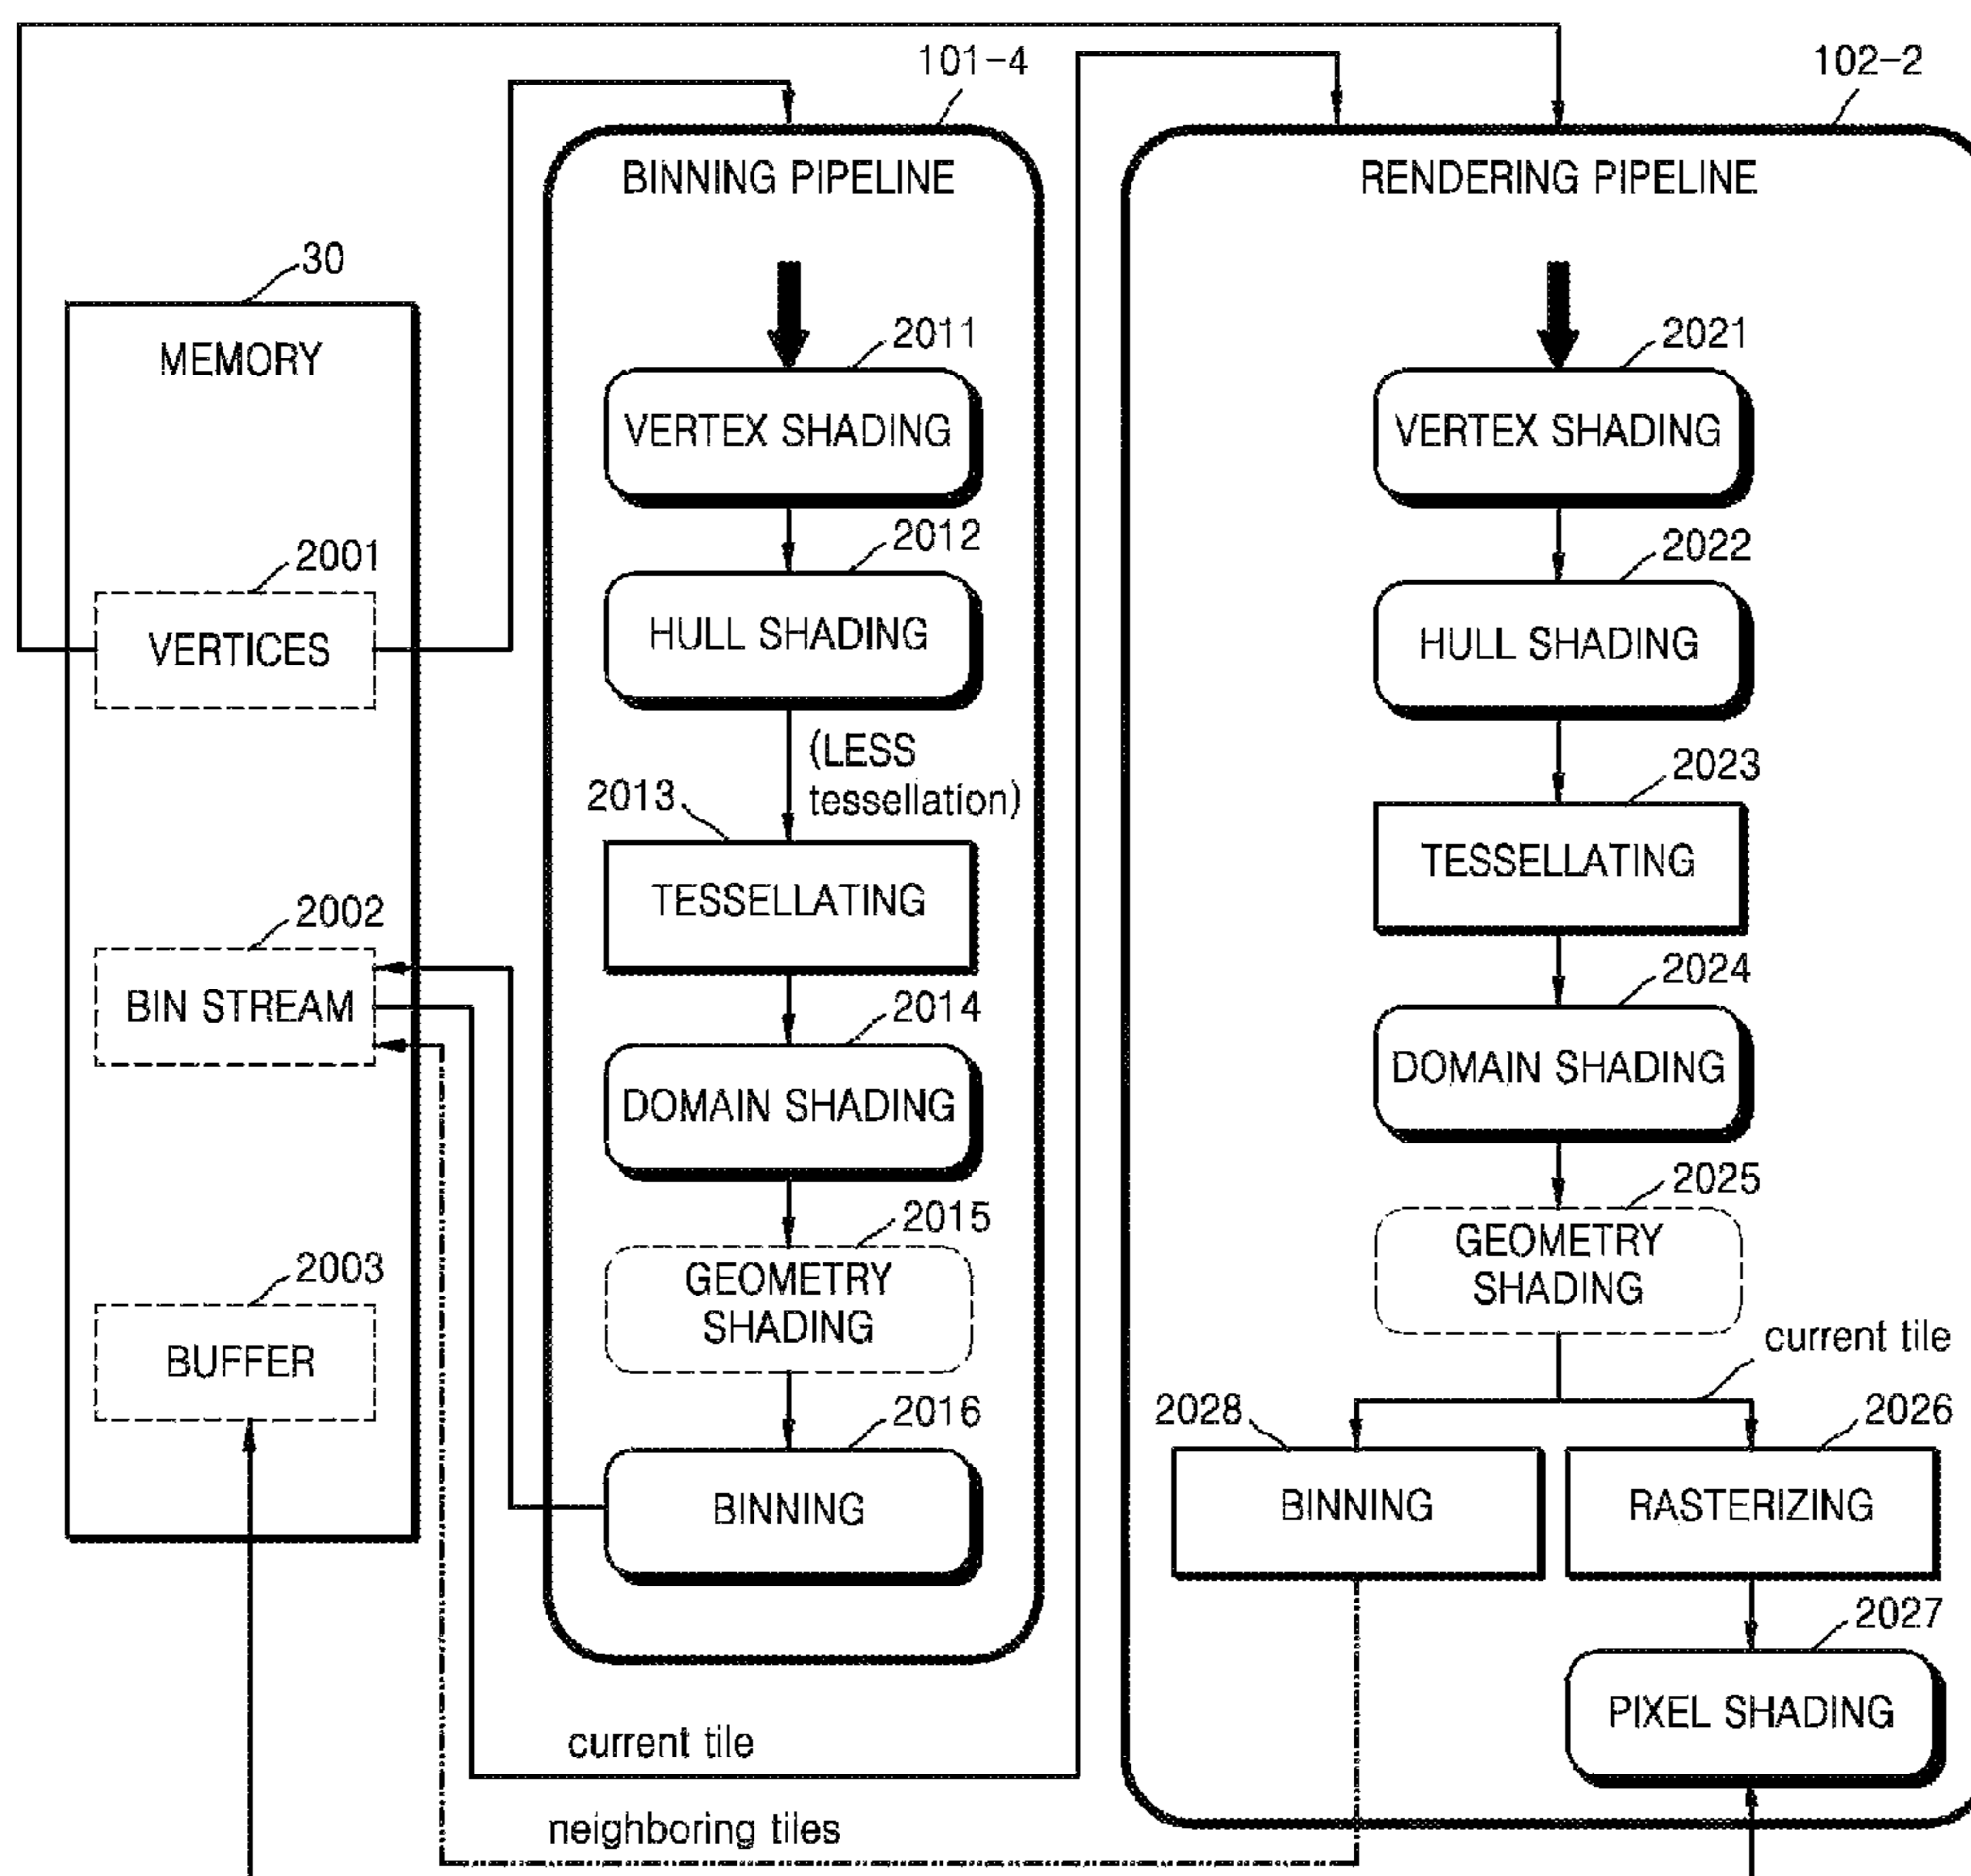 101-4
102-2
BINNING PIPELINE
RENDERING PIPELINE
30
MEMORY
2011
VERTEX SHADING
2021
VERTEX SHADING
2012
HULL SHADING
2022
HULL SHADING
2001
VERTICES
(LESS
tessellation)
2013
TESSELLATING
2023
TESSELLATING
2002
BIN STREAM
2014
DOMAIN SHADING
2024
DOMAIN SHADING
2015
GEOMETRY
SHADING
2025
GEOMETRY
SHADING
2003
BUFFER
current tile
2016
BINNING
2028
BINNING
2026
RASTERIZING
2027
PIXEL SHADING
current tile
neighboring tiles